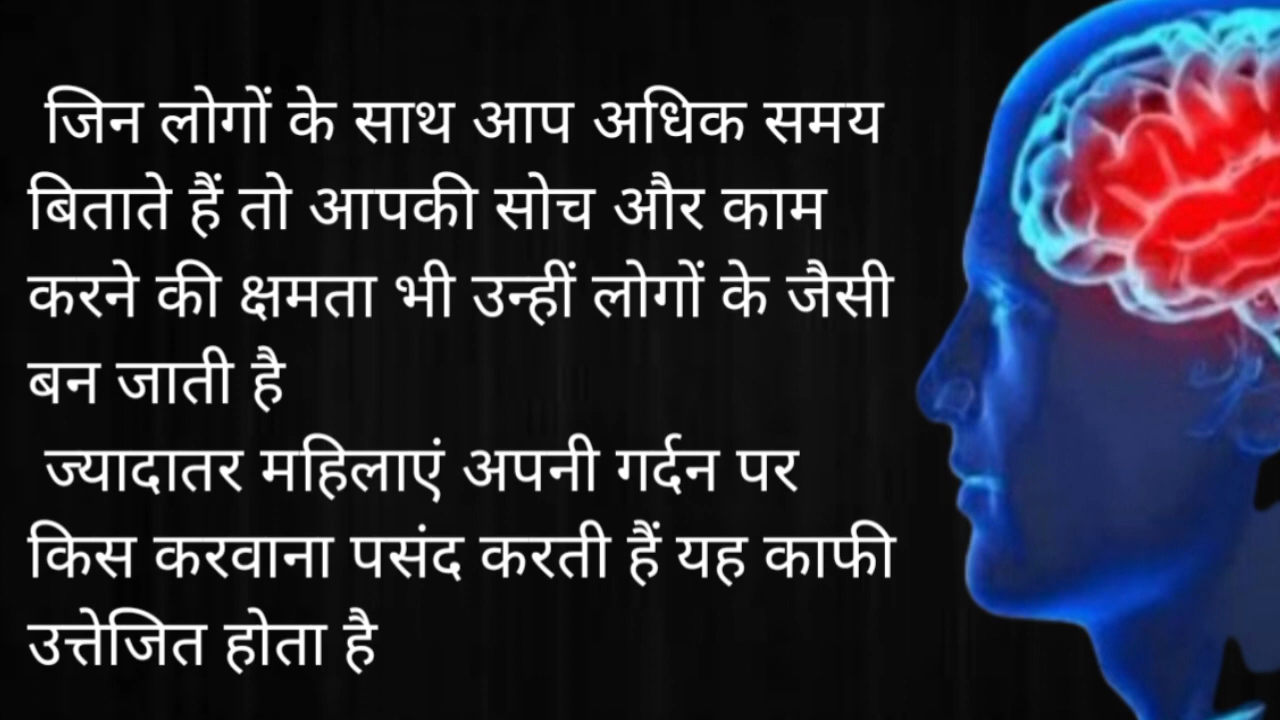 जिन लोगों के साथ आप अधिक समय
बिताते हैं तो आपकी सोच और काम
करने की क्षमता भी उन्हीं लोगों के जैसी
बन जाती है
ज्यादातर महिलाएं अपनी गर्दन पर
किस करवाना पसंद करती हैं यह काफी
उत्तेजित होता है